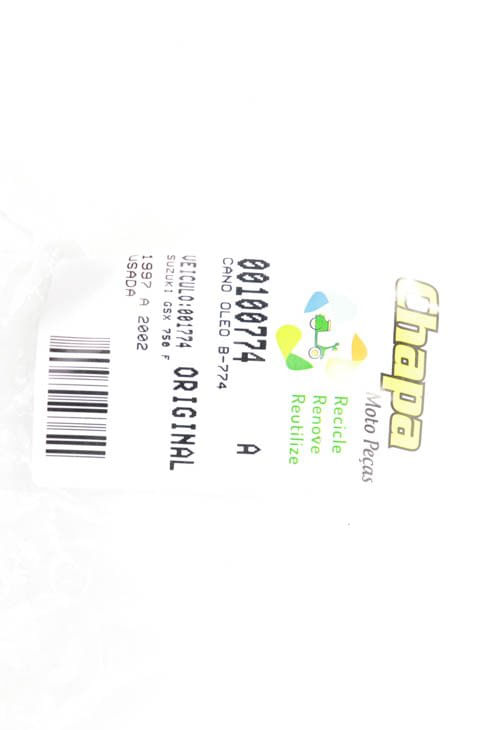 Chapa
Moto Peças
Recicle
Renove
Reutilize
00100774 A
CANO OLEO B-774
VEICULO:001774 ORIGINAL
SUZUKI GSX 750 F
1997 A 2002
USADA